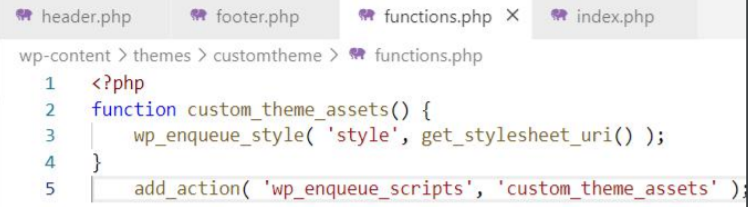 header.php footer.php functions.php × index.php
wp-content > themes > customtheme > functions.php
1 <?php
2 function custom_theme_assets() {
3 wp_enqueue_style( 'style', get_stylesheet_uri() );
4 }
5 add_action( 'wp_enqueue_scripts', 'custom_theme_assets' );